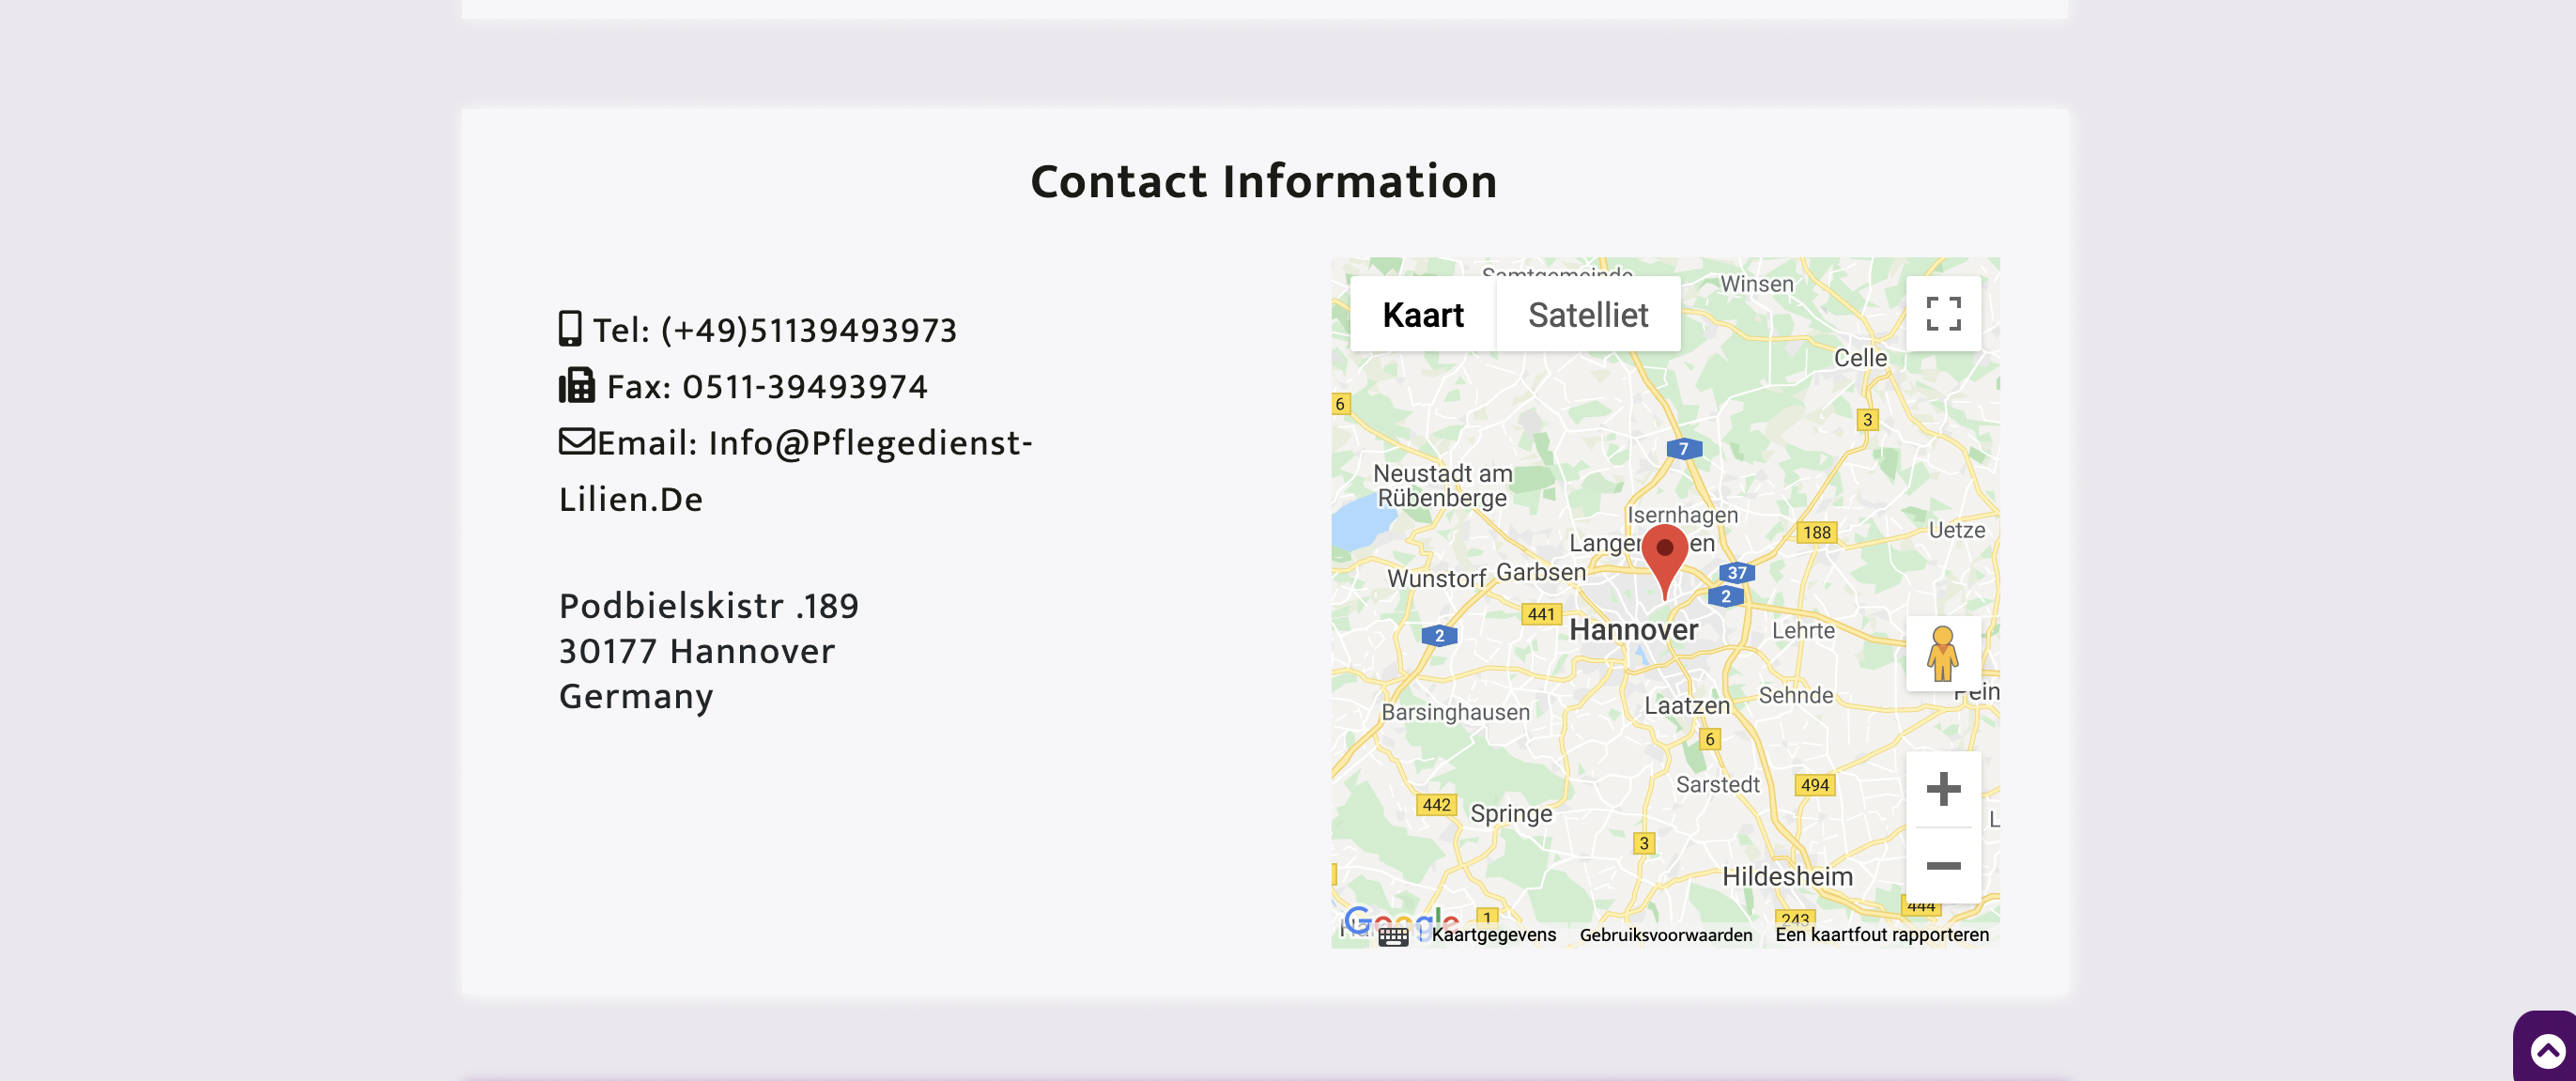 Contact Information
Tel: (+49)51139493973
Fax: 0511-39493974
Email: Info@Pflegedienst-
Lilien.De
Podbielskistr .189
30177 Hannover
Germany
Samtgemeinde
Winsen
Kaart
Satelliet
Celle
6
3
7
Neustadt am
Rübenberge
Isernhagen
188
Uetze
Wunstorf
Garbsen
37
2
441
2
Hannover
Lehrte
Barsinghausen
Laatzen
Sehnde
6
Sarstedt
494
442
Springe
3
Hildesheim
444
1
243
Google
Kaartgegevens
Gebruiksvoorwaarden
Een kaartfout rapporteren